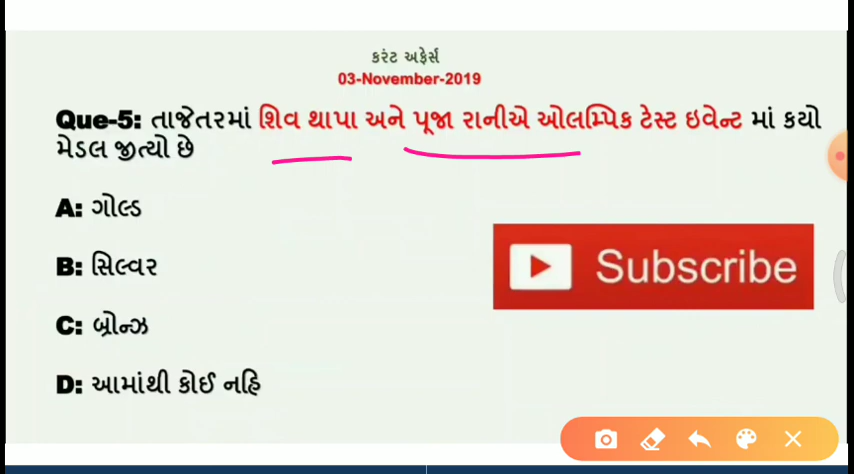 કરંટ અફેર્સ
03-November-2019
Que-5: તાજેતરમાં શિવ થાપા અને પૂજા રાનીએ ઓલમ્પિક ટેસ્ટ ઇવેન્ટ માં કયો
મેડલ જીત્યો છે
A: ગોલ્ડ
B: સિલ્વર
Subscribe
C: બ્રોન્ઝ
D: આમાંથી કોઈ નહિ